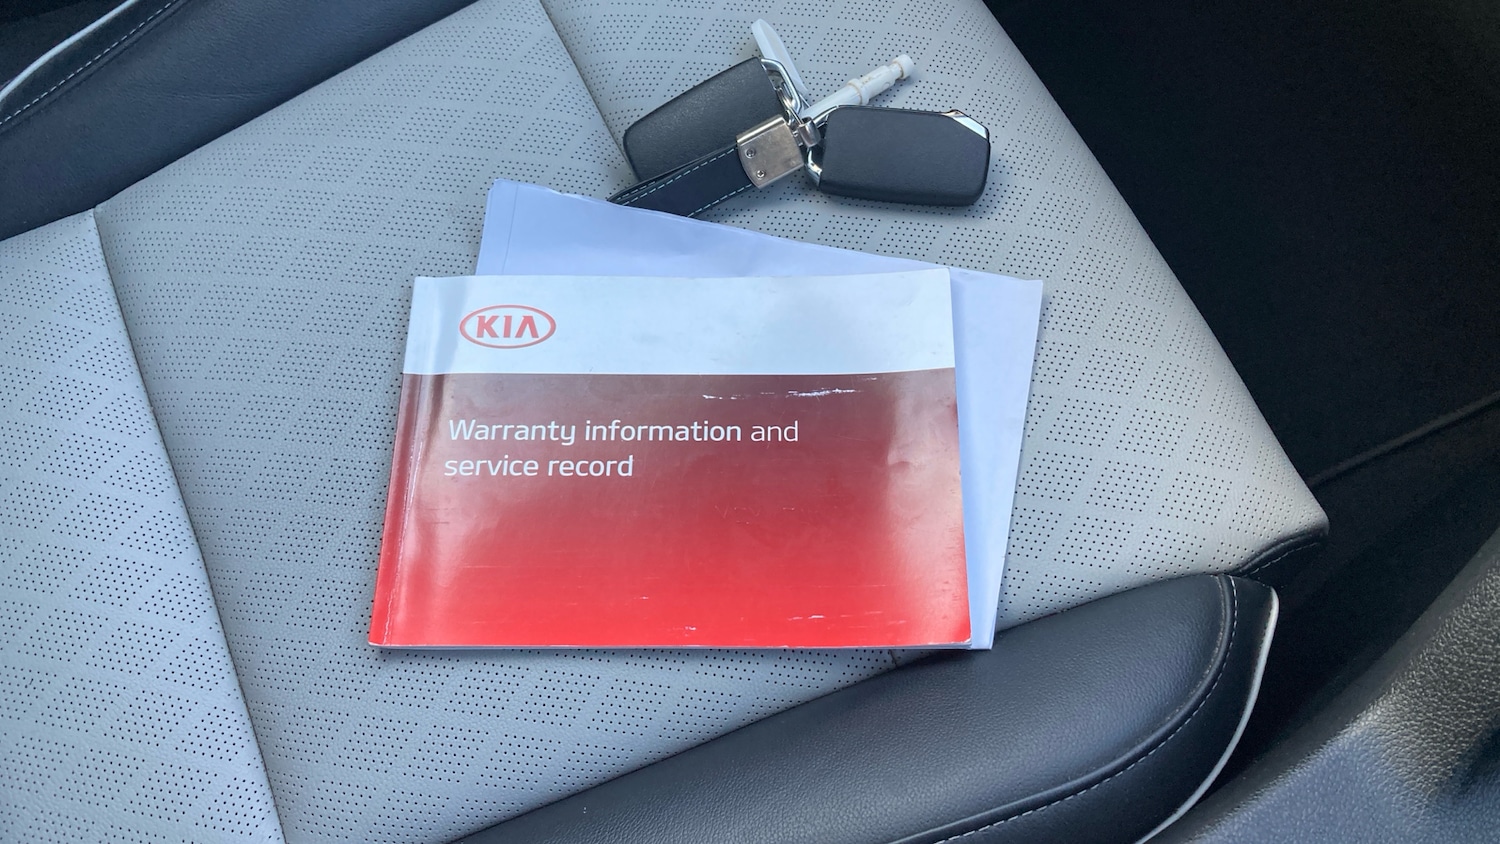 KIA
Warranty information and
service record